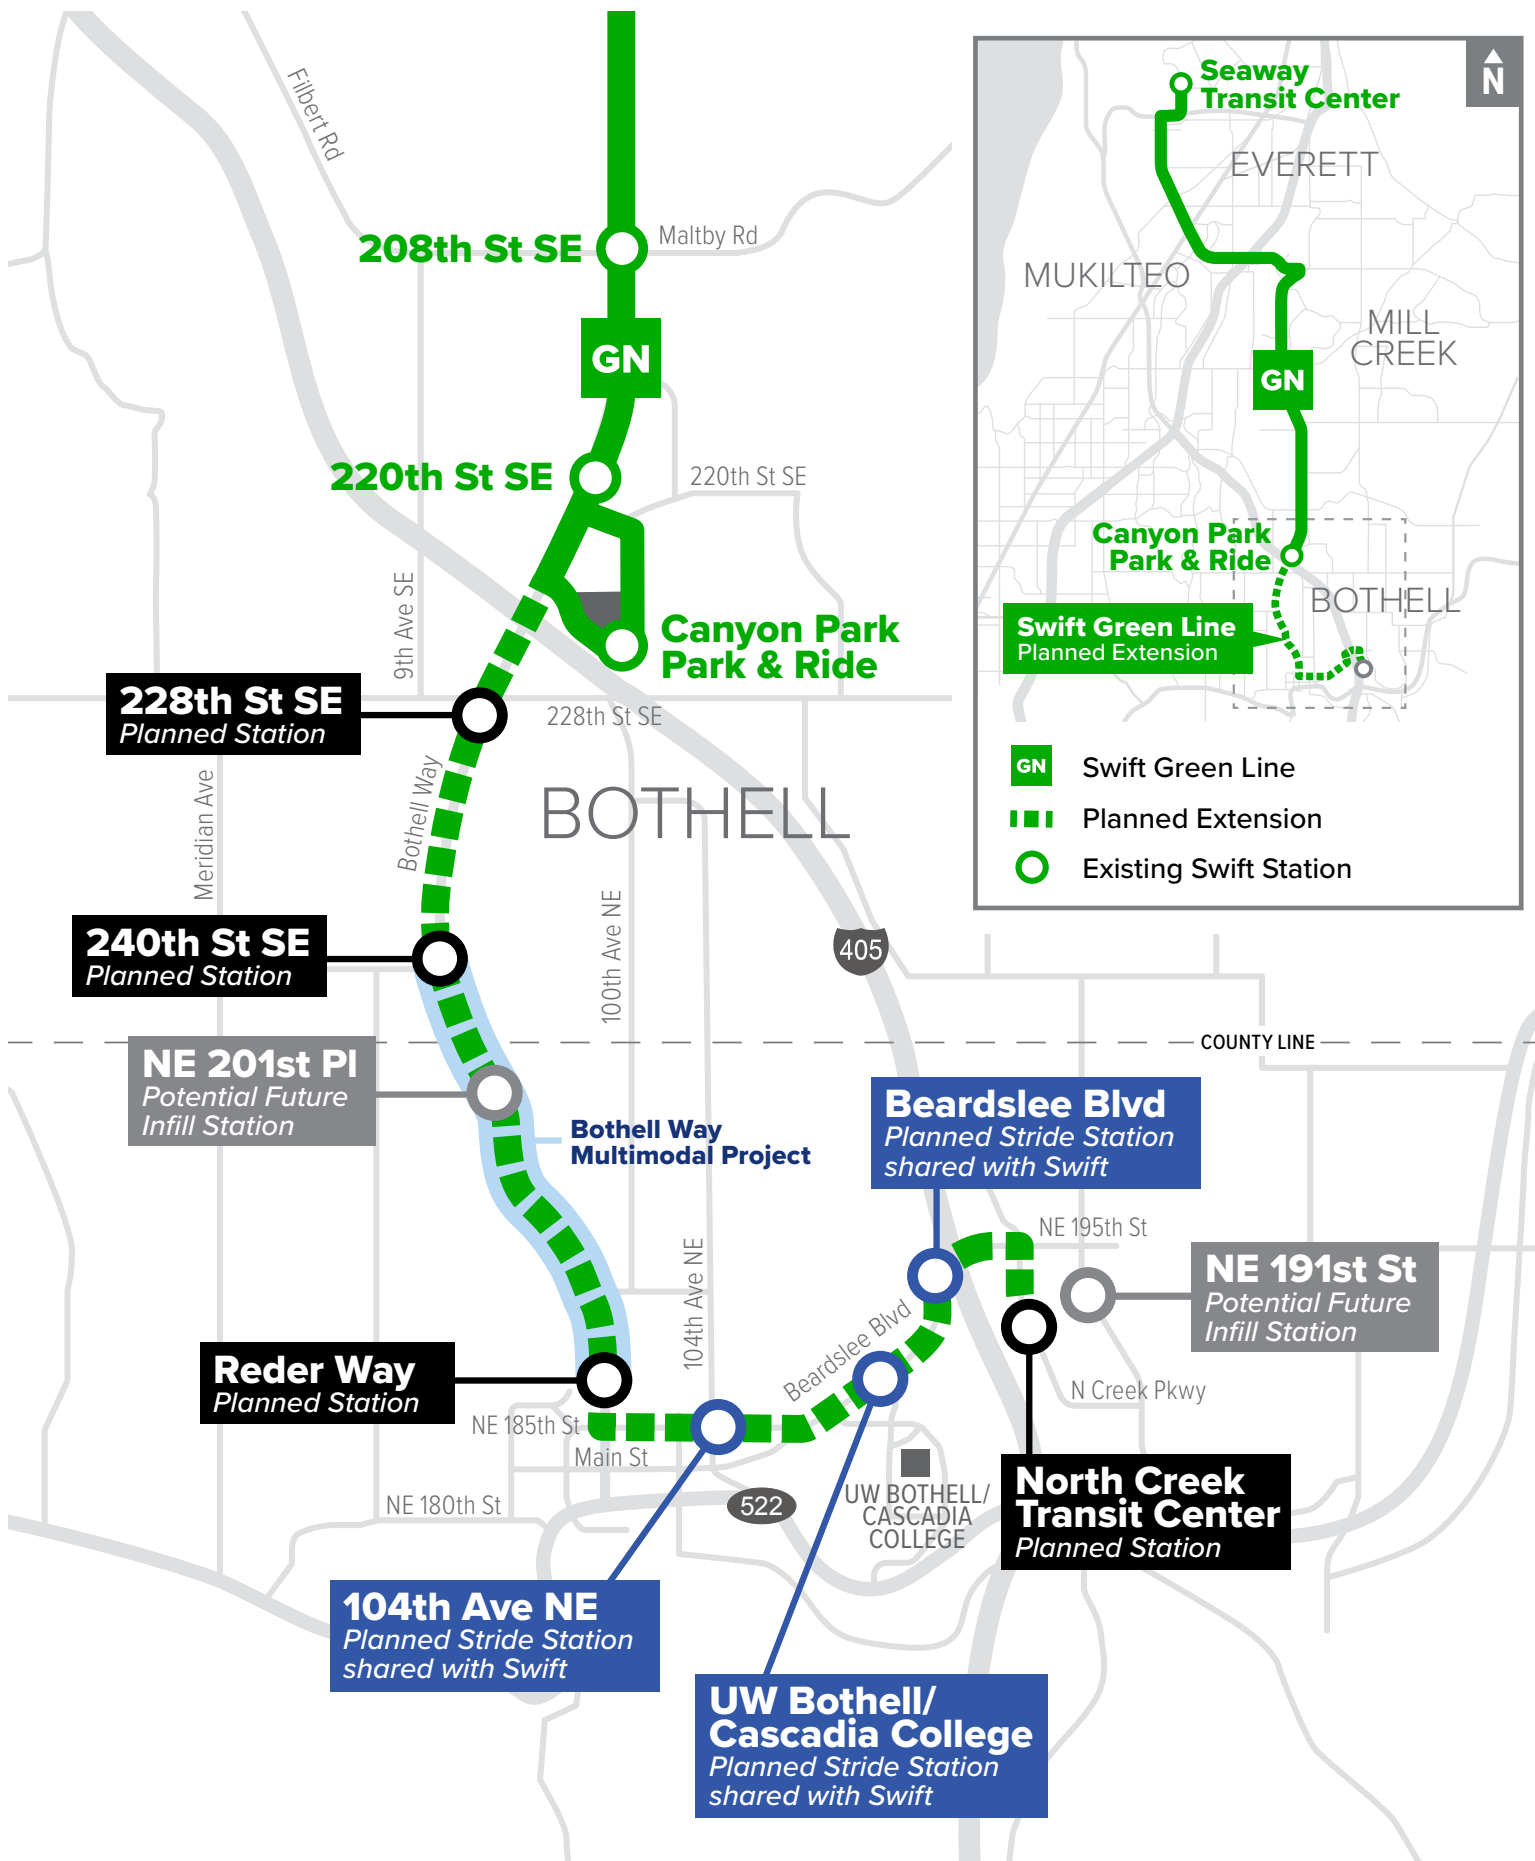 Filbert Rd
208th St SE
Maltby Rd
GN
220th St SE
220th St SE
9th Ave SE
Canyon Park
Park & Ride
228th St SE
Planned Station
228th St SE
Bothell Way
Meridian Ave
BOTHELL
240th St SE
Planned Station
100th Ave NE
405
COUNTY LINE
NE 201st Pl
Potential Future
Infill Station
Bothell Way
Multimodal Project
Beardslee Blvd
Planned Stride Station
shared with Swift
NE 195th St
104th Ave NE
NE 191st St
Potential Future
Infill Station
Beardslee Blvd
Reder Way
Planned Station
N Creek Pkwy
NE 185th St
Main St
NE 180th St
522
UW BOTHELL/
CASCADIA
COLLEGE
North Creek
Transit Center
Planned Station
104th Ave NE
Planned Stride Station
shared with Swift
UW Bothell/
Cascadia College
Planned Stride Station
shared with Swift
N
Seaway
Transit Center
EVERETT
MUKILTEO
MILL
CREEK
GN
Canyon Park
Park & Ride
BOTHELL
Swift Green Line
Planned Extension
GN
Swift Green Line
Planned Extension
Existing Swift Station